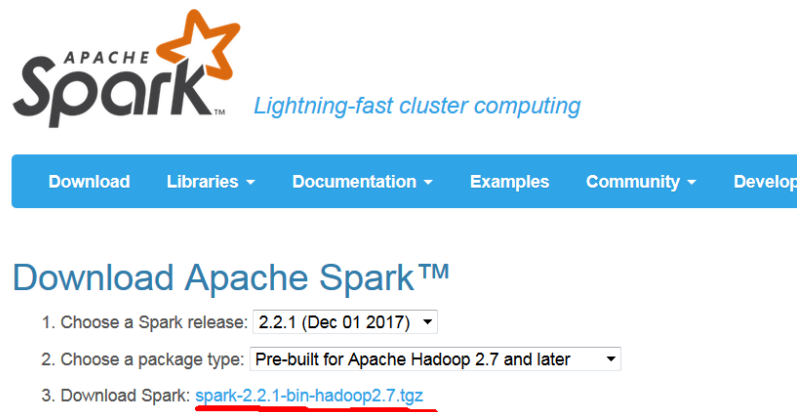 APACHE
Spark™
Lightning-fast cluster computing
Download Libraries Documentation Examples Community Develop
Download Apache Spark™
1. Choose a Spark release: 2.2.1 (Dec 01 2017)
2. Choose a package type: Pre-built for Apache Hadoop 2.7 and later
3. Download Spark: spark-2.2.1-bin-hadoop2.7.tgz